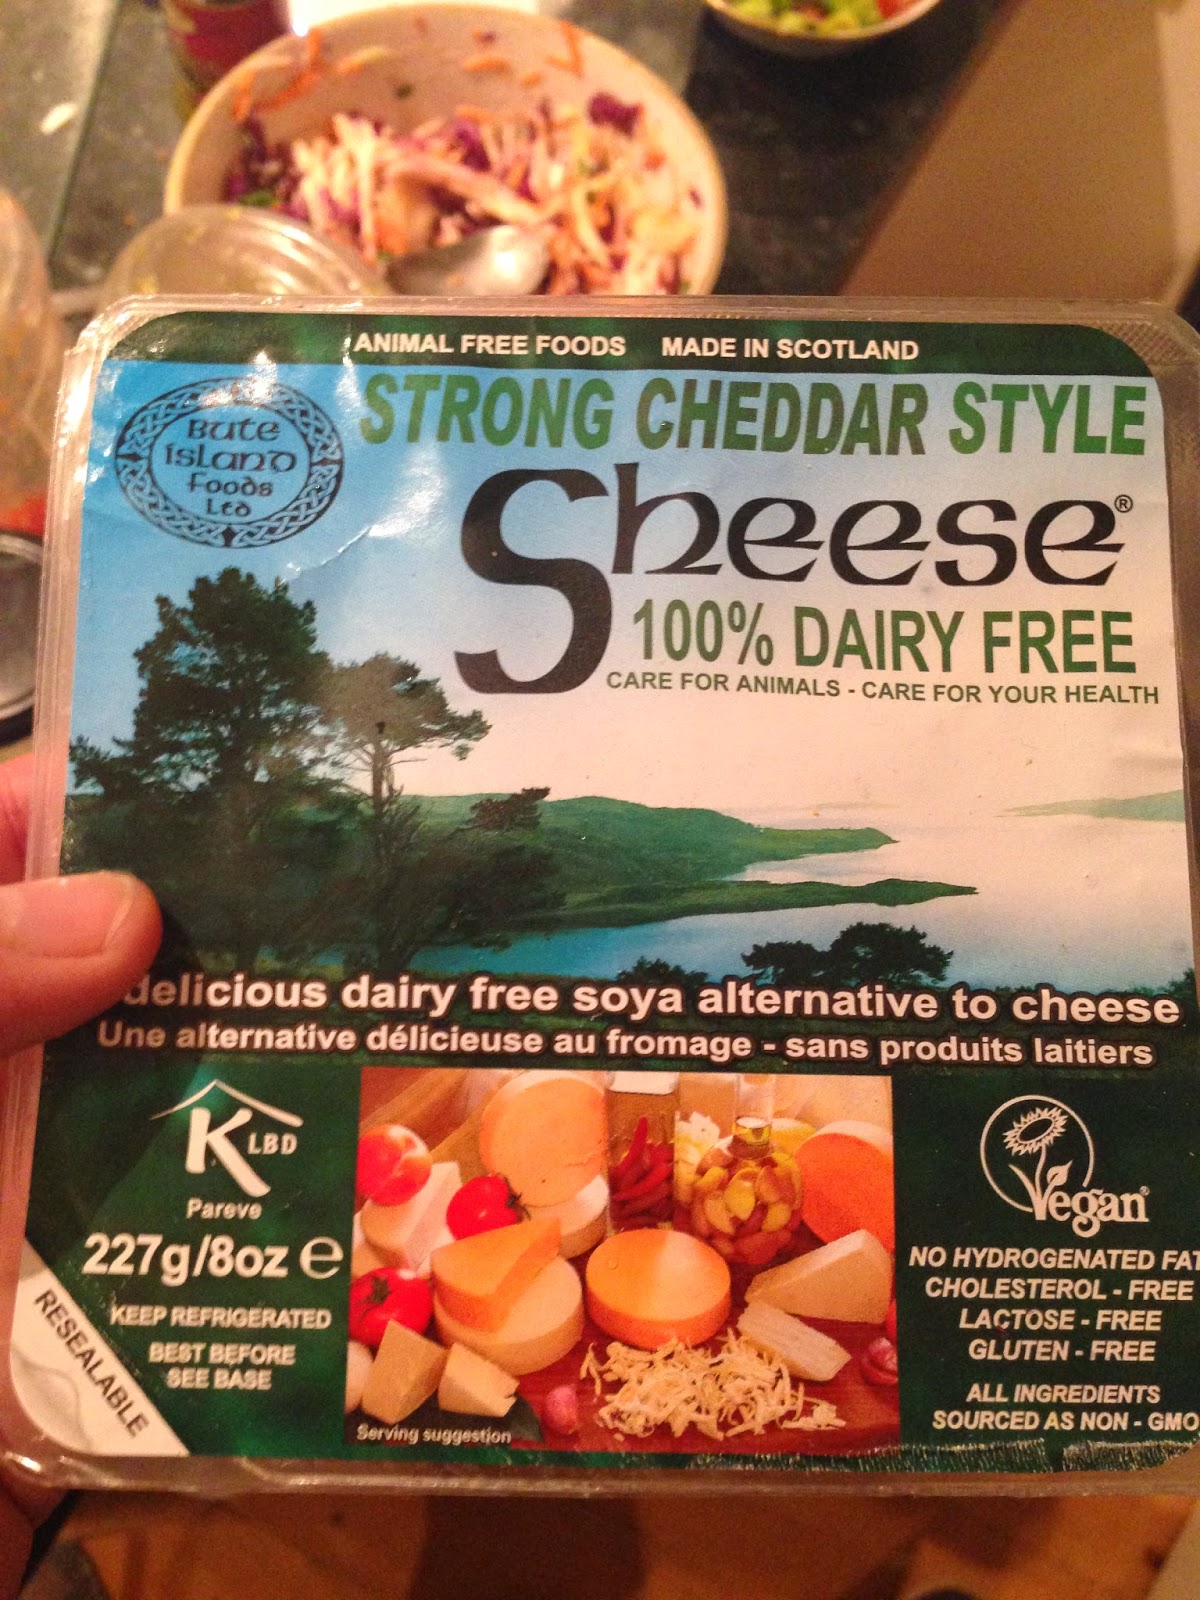 ANIMAL FREE FOODS MADE IN SCOTLAND
STRONG CHEDDAR STYLE
Bute
Island
Foods
Ltd
Sheese®
100% DAIRY FREE
CARE FOR ANIMALS - CARE FOR YOUR HEALTH
delicious dairy free soya alternative to cheese
Une alternative délicieuse au fromage - sans produits laitiers
K LBD
Pareve
227g/8oz e
KEEP REFRIGERATED
BEST BEFORE
SEE BASE
RESEALABLE
Serving suggestion
Vegan
NO HYDROGENATED FAT
CHOLESTEROL - FREE
LACTOSE - FREE
GLUTEN - FREE
ALL INGREDIENTS
SOURCED AS NON - GMO